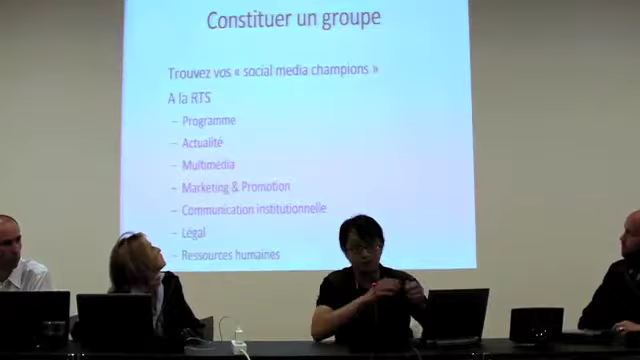 Constituer un groupe
Trouvez vos « social media champions »
A la RTS
– Programme
– Actualité
– Multimédia
– Marketing & Promotion
– Communication institutionnelle
– Légal
– Ressources humaines